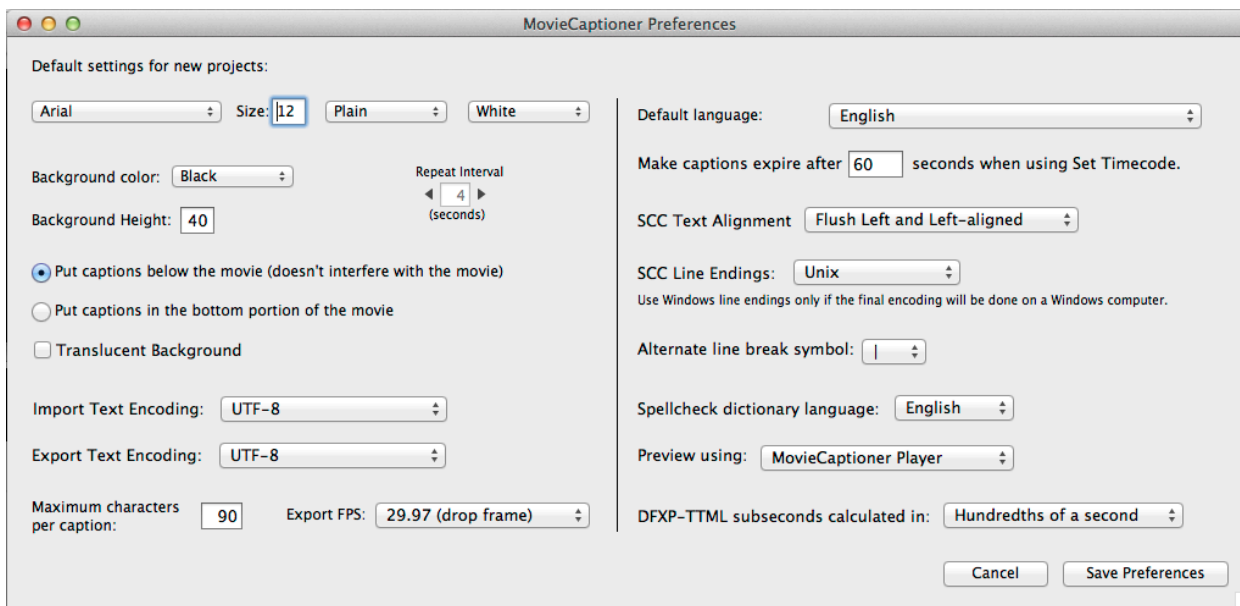 MovieCaptioner Preferences
Default settings for new projects:
Arial Size: 12 Plain White
Background color: Black
Repeat Interval
4
(seconds)
Background Height: 40
Put captions below the movie (doesn't interfere with the movie)
Put captions in the bottom portion of the movie
Translucent Background
Import Text Encoding: UTF-8
Export Text Encoding: UTF-8
Maximum characters
per caption: 90
Export FPS: 29.97 (drop frame)
Default language: English
Make captions expire after 60 seconds when using Set Timecode.
SCC Text Alignment Flush Left and Left-aligned
SCC Line Endings: Unix
Use Windows line endings only if the final encoding will be done on a Windows computer.
Alternate line break symbol: |
Spellcheck dictionary language: English
Preview using: MovieCaptioner Player
DFXP-TTML subseconds calculated in: Hundredths of a second
Cancel Save Preferences